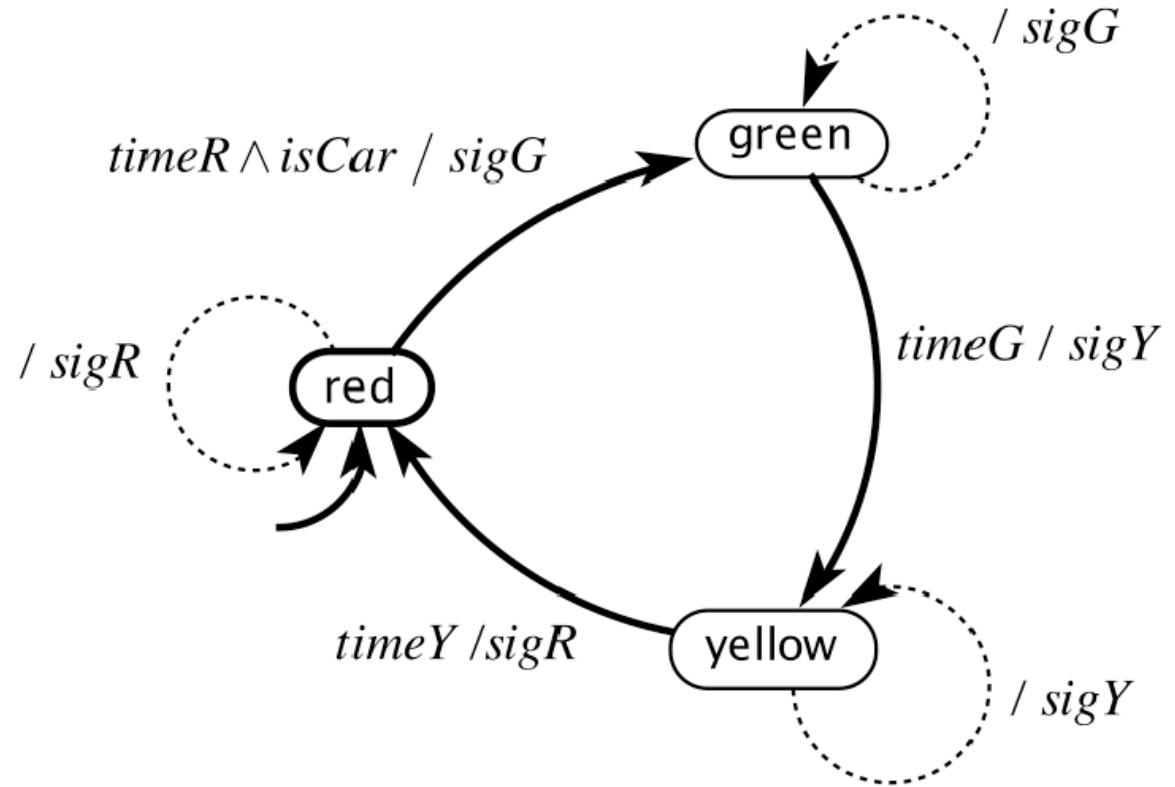 / sigG
green
timeR ∧ isCar / sigG
timeG / sigY
/ sigR
red
timeY /sigR
yellow
/ sigY